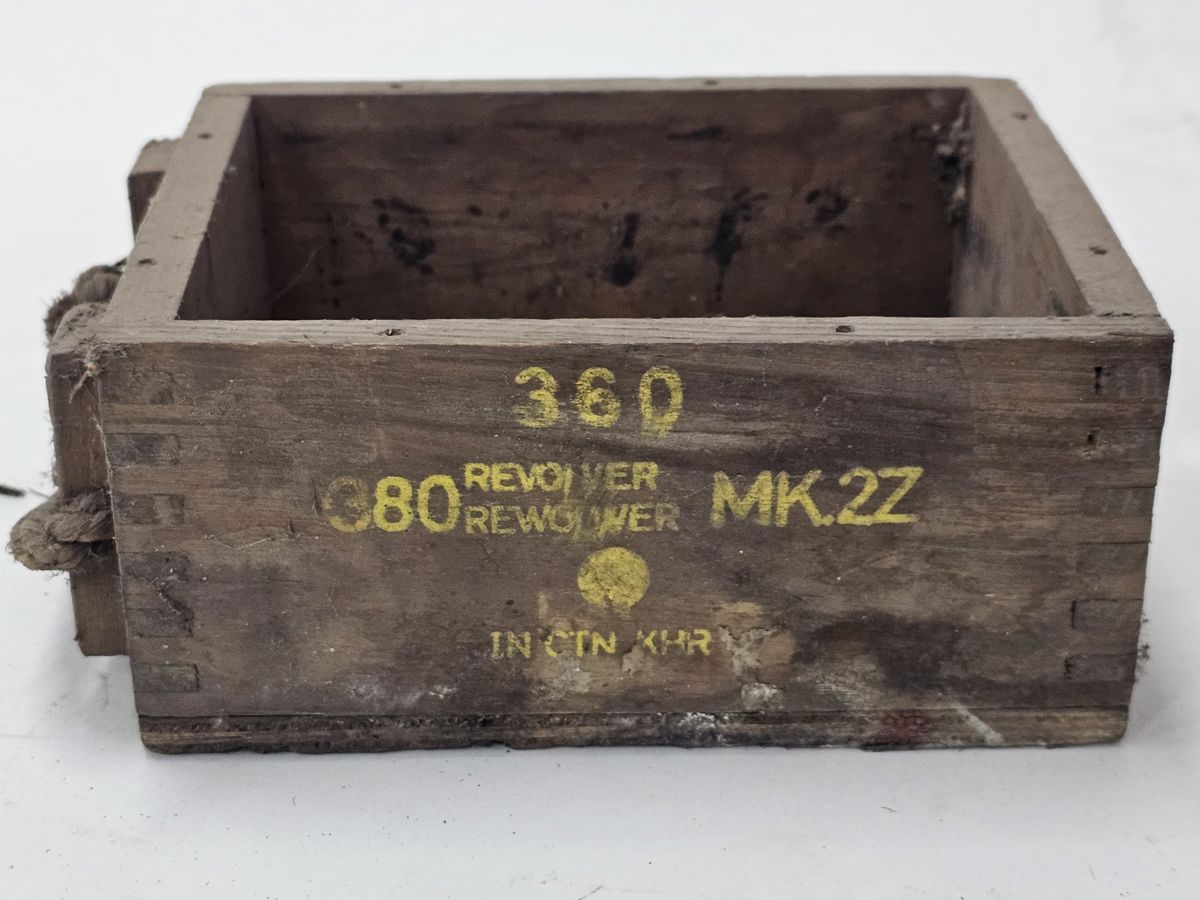 360
380 REVOLVER MK.2Z
REWOLWER
IN CTN KHR